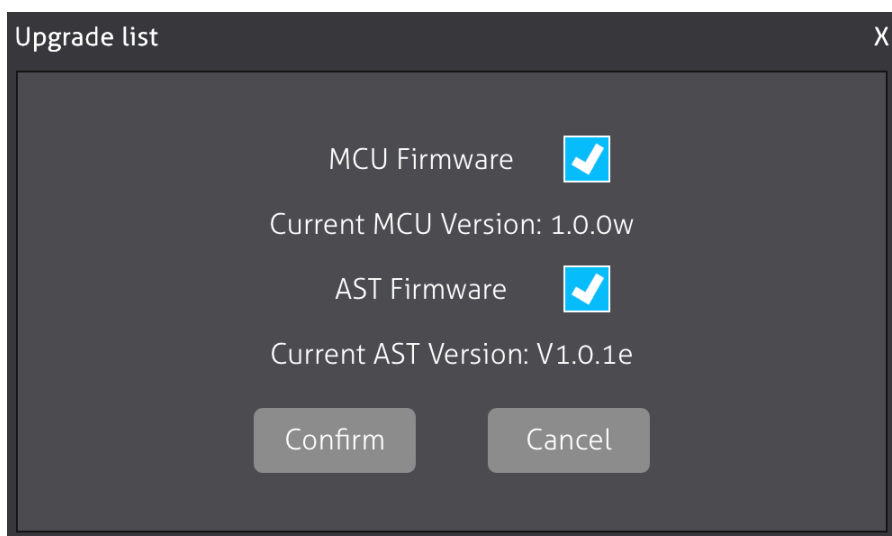 Upgrade list X
MCU Firmware
Current MCU Version: 1.0.0w
AST Firmware
Current AST Version: V1.0.1e
Confirm Cancel